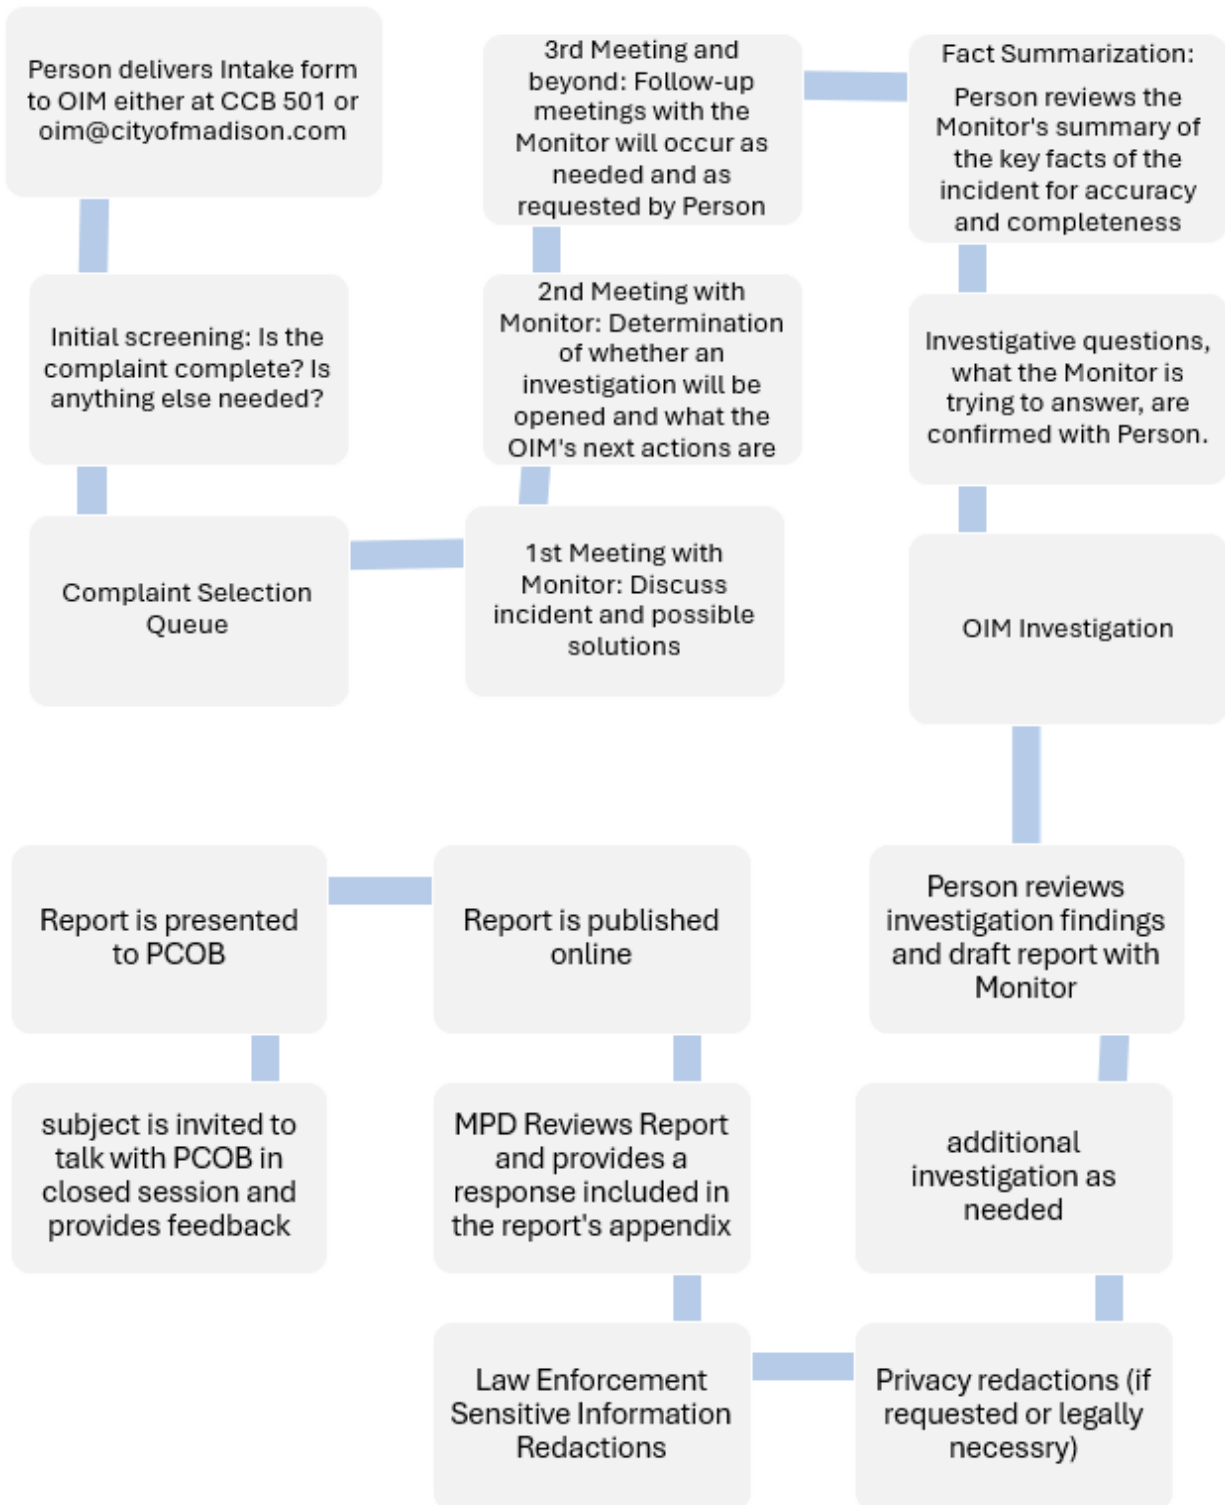 Person delivers Intake form
to OIM either at CCB 501 or
oim@cityofmadison.com
Initial screening: Is the
complaint complete? Is
anything else needed?
Complaint Selection
Queue
1st Meeting with
Monitor: Discuss
incident and possible
solutions
2nd Meeting with
Monitor: Determination
of whether an
investigation will be
opened and what the
OIM's next actions are
3rd Meeting and
beyond: Follow-up
meetings with the
Monitor will occur as
needed and as
requested by Person
Fact Summarization:
Person reviews the
Monitor's summary of
the key facts of the
incident for accuracy
and completeness
Investigative questions,
what the Monitor is
trying to answer, are
confirmed with Person.
OIM Investigation
Person reviews
investigation findings
and draft report with
Monitor
additional
investigation as
needed
Privacy redactions (if
requested or legally
necessry)
Law Enforcement
Sensitive Information
Redactions
MPD Reviews Report
and provides a
response included in
the report's appendix
Report is published
online
Report is presented
to PCOB
subject is invited to
talk with PCOB in
closed session and
provides feedback